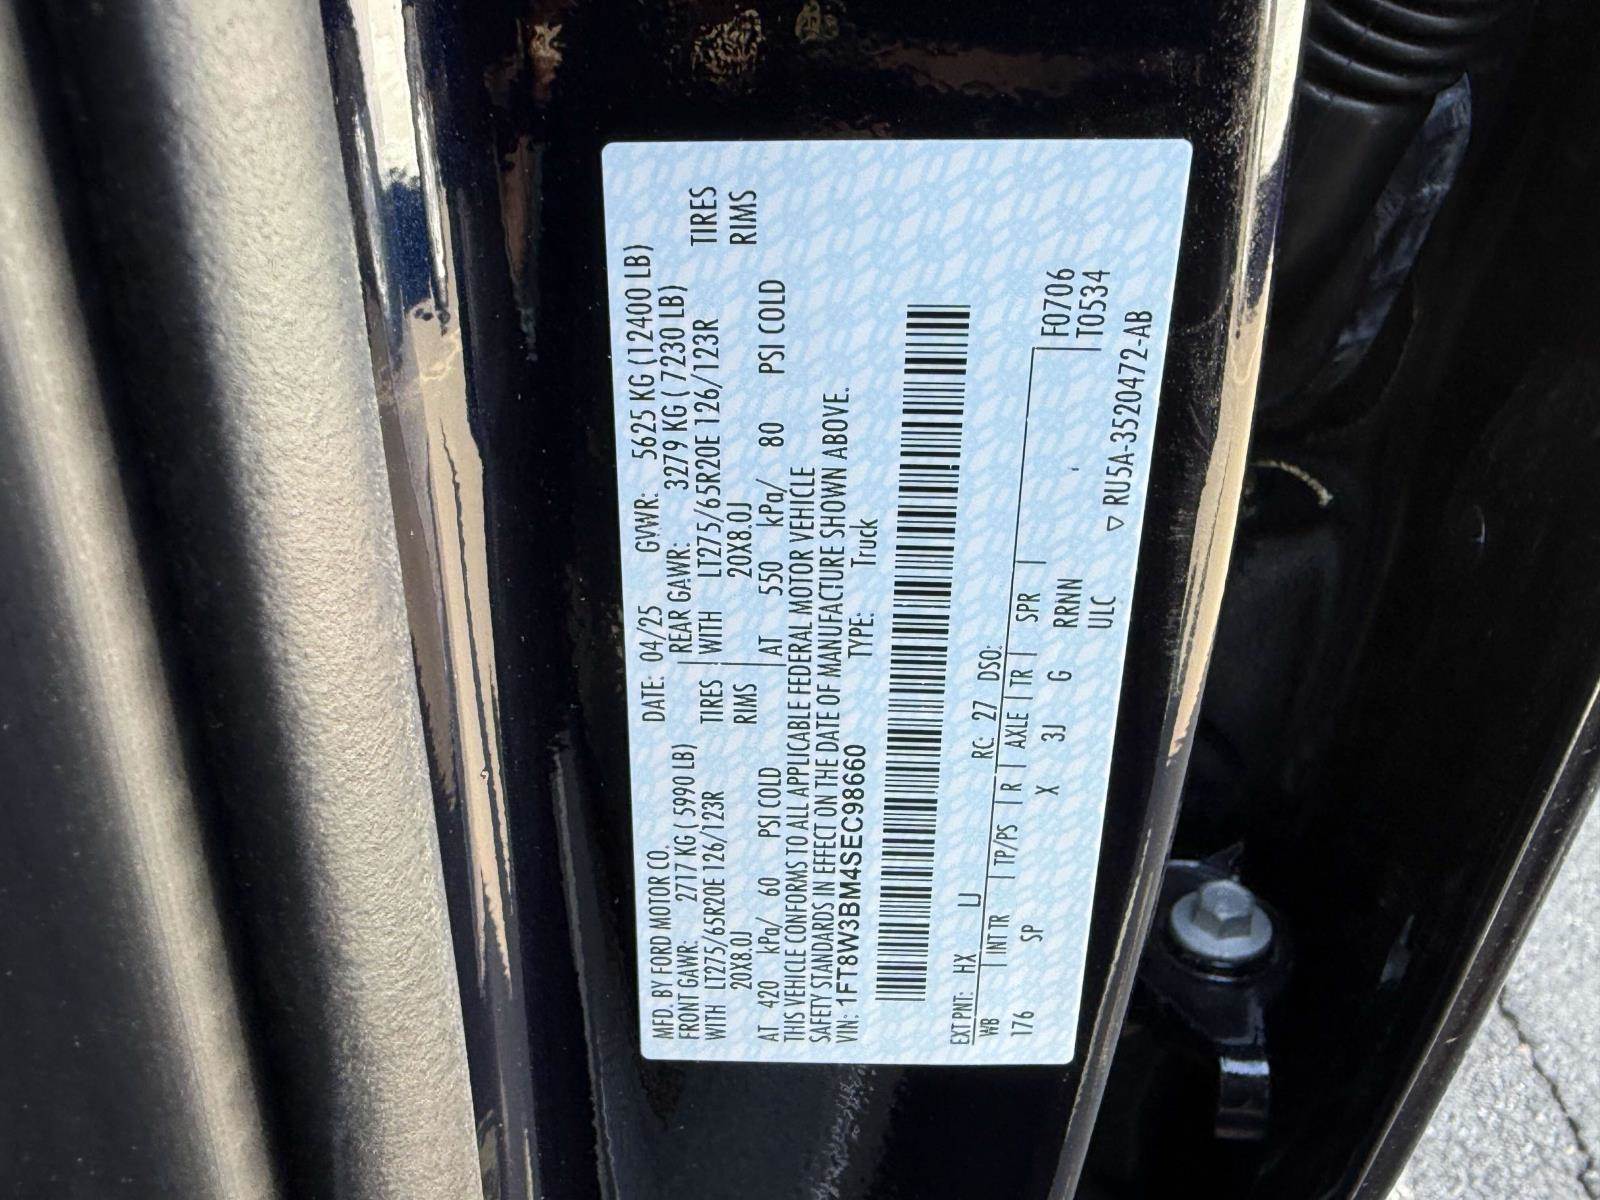 MFD. BY FORD MOTOR CO. DATE: 04/25 GVWR: 5625 KG (12400 LB)
FRONT GAWR: 2717 KG ( 5990 LB) REAR GAWR: 3279 KG ( 7230 LB)
WITH LT275/65R20E 126/123R TIRES WITH LT275/65R20E 126/123R TIRES
20X8.0J RIMS 20X8.0J RIMS
AT 420 kPa/ 60 PSI COLD AT 550 kPa/ 80 PSI COLD
THIS VEHICLE CONFORMS TO ALL APPLICABLE FEDERAL MOTOR VEHICLE
SAFETY STANDARDS IN EFFECT ON THE DATE OF MANUFACTURE SHOWN ABOVE.
VIN: 1FT8W3BM4SEC98660 TYPE: Truck
EXT PNT: HX LJ RC: 27 DSO:
WB INT TR TP/PS R AXLE TR SPR F0706
176 SP X 3J G RRNN T0534
ULC
▽ RU5A-3520472-AB